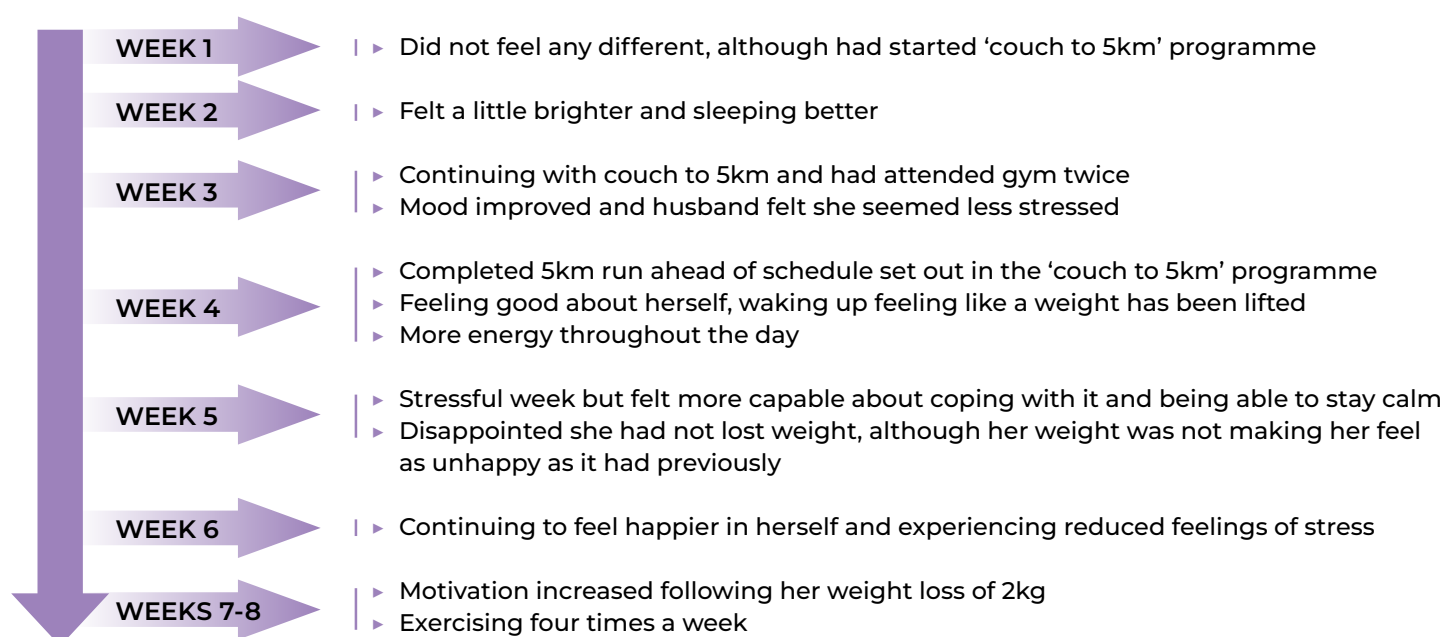 WEEK 1
▸ Did not feel any different, although had started ‘couch to 5km’ programme
WEEK 2
▸ Felt a little brighter and sleeping better
WEEK 3
▸ Continuing with couch to 5km and had attended gym twice
▸ Mood improved and husband felt she seemed less stressed
WEEK 4
▸ Completed 5km run ahead of schedule set out in the ‘couch to 5km’ programme
▸ Feeling good about herself, waking up feeling like a weight has been lifted
▸ More energy throughout the day
WEEK 5
▸ Stressful week but felt more capable about coping with it and being able to stay calm
▸ Disappointed she had not lost weight, although her weight was not making her feel
as unhappy as it had previously
WEEK 6
▸ Continuing to feel happier in herself and experiencing reduced feelings of stress
WEEKS 7-8
▸ Motivation increased following her weight loss of 2kg
▸ Exercising four times a week